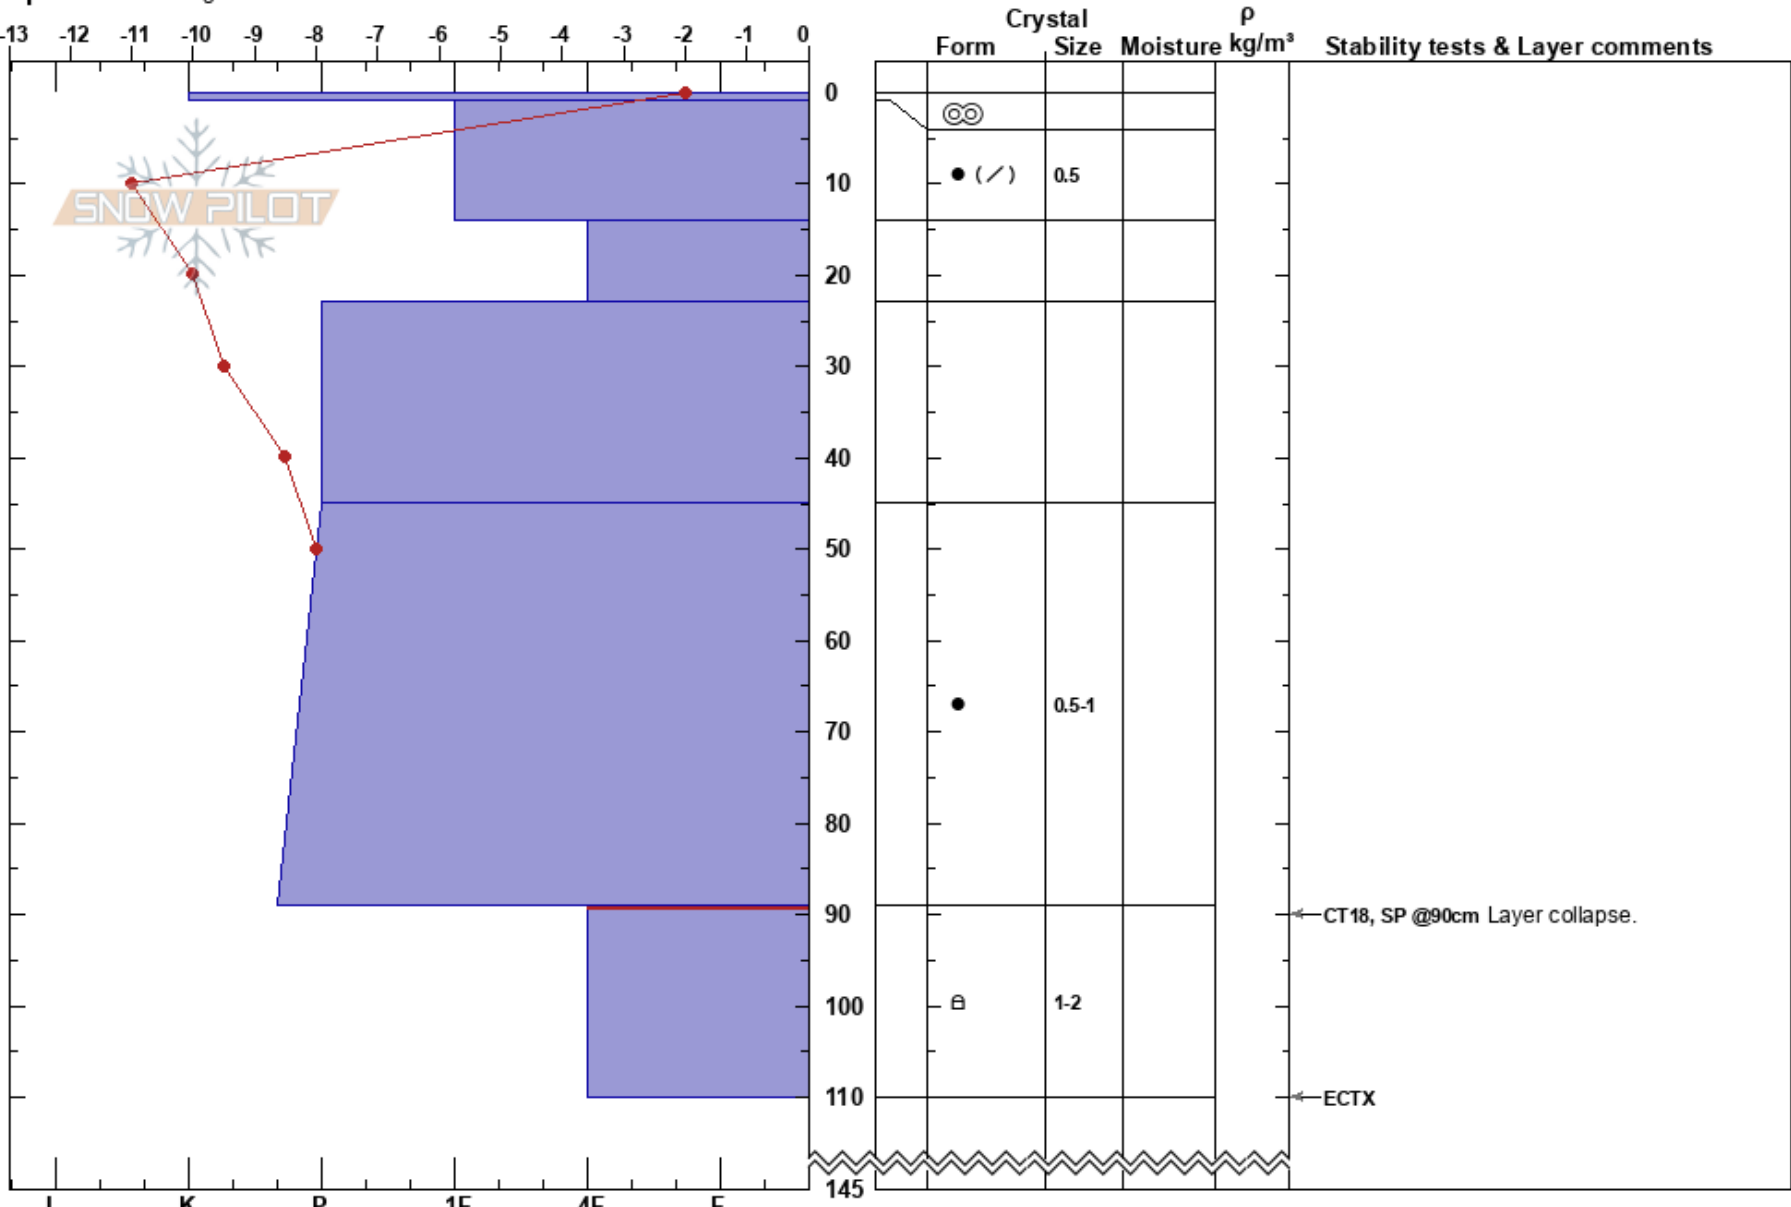 Crystal ρ
-13 -12 -11 -10 -9 -8 -7 -6 -5 -4 -3 -2 -1 0 Form Size Moisture kg/m³ Stability tests & Layer comments
0
SNOW PILOT
10 0.5
20
30
40
50
60
70 0.5-1
80
90 CT18, SP @90cm Layer collapse.
100 1-2
110 ECTX
145
I K P 1F 4F F